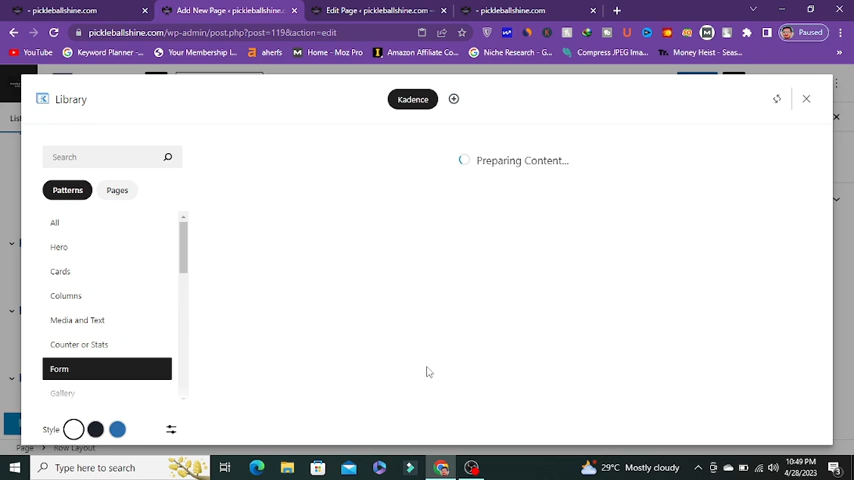 - pickleballshine.com
Add New Page ‹ pickleballshine.c
Edit Page ‹ pickleballshine.com
- pickleballshine.com
pickleballshine.com/wp-admin/post.php?post=119&action=edit
Paused
YouTube
Keyword Planner -...
Your Membership I...
aherfs
Home - Moz Pro
Amazon Affiliate Co...
Niche Research - G...
Compress JPEG Im...
Money Heist - Seas...
Library
Kadence
Search
Preparing Content...
Patterns
Pages
All
Hero
Cards
Columns
Media and Text
Counter or Stats
Form
Gallery
Style
Page
Row Layout
Type here to search
29°C Mostly cloudy
10:49 PM
4/28/2023
3